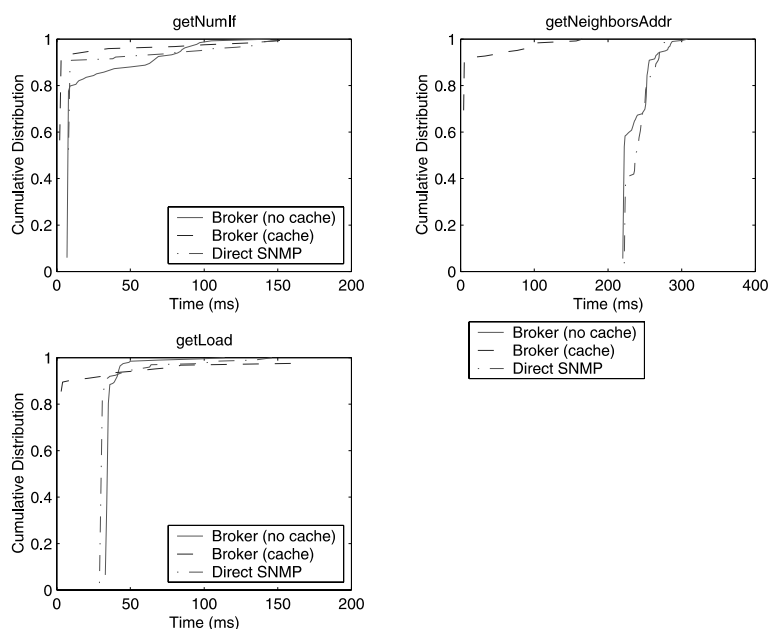 getNumIf
1
0.8
0.6
0.4
0.2
0
Cumulative Distribution
Broker (no cache)
Broker (cache)
Direct SNMP
0 50 100 150 200
Time (ms)
getNeighborsAddr
1
0.8
0.6
0.4
0.2
0
Cumulative Distribution
0 100 200 300 400
Time (ms)
Broker (no cache)
Broker (cache)
Direct SNMP
getLoad
1
0.8
0.6
0.4
0.2
0
Cumulative Distribution
Broker (no cache)
Broker (cache)
Direct SNMP
0 50 100 150 200
Time (ms)